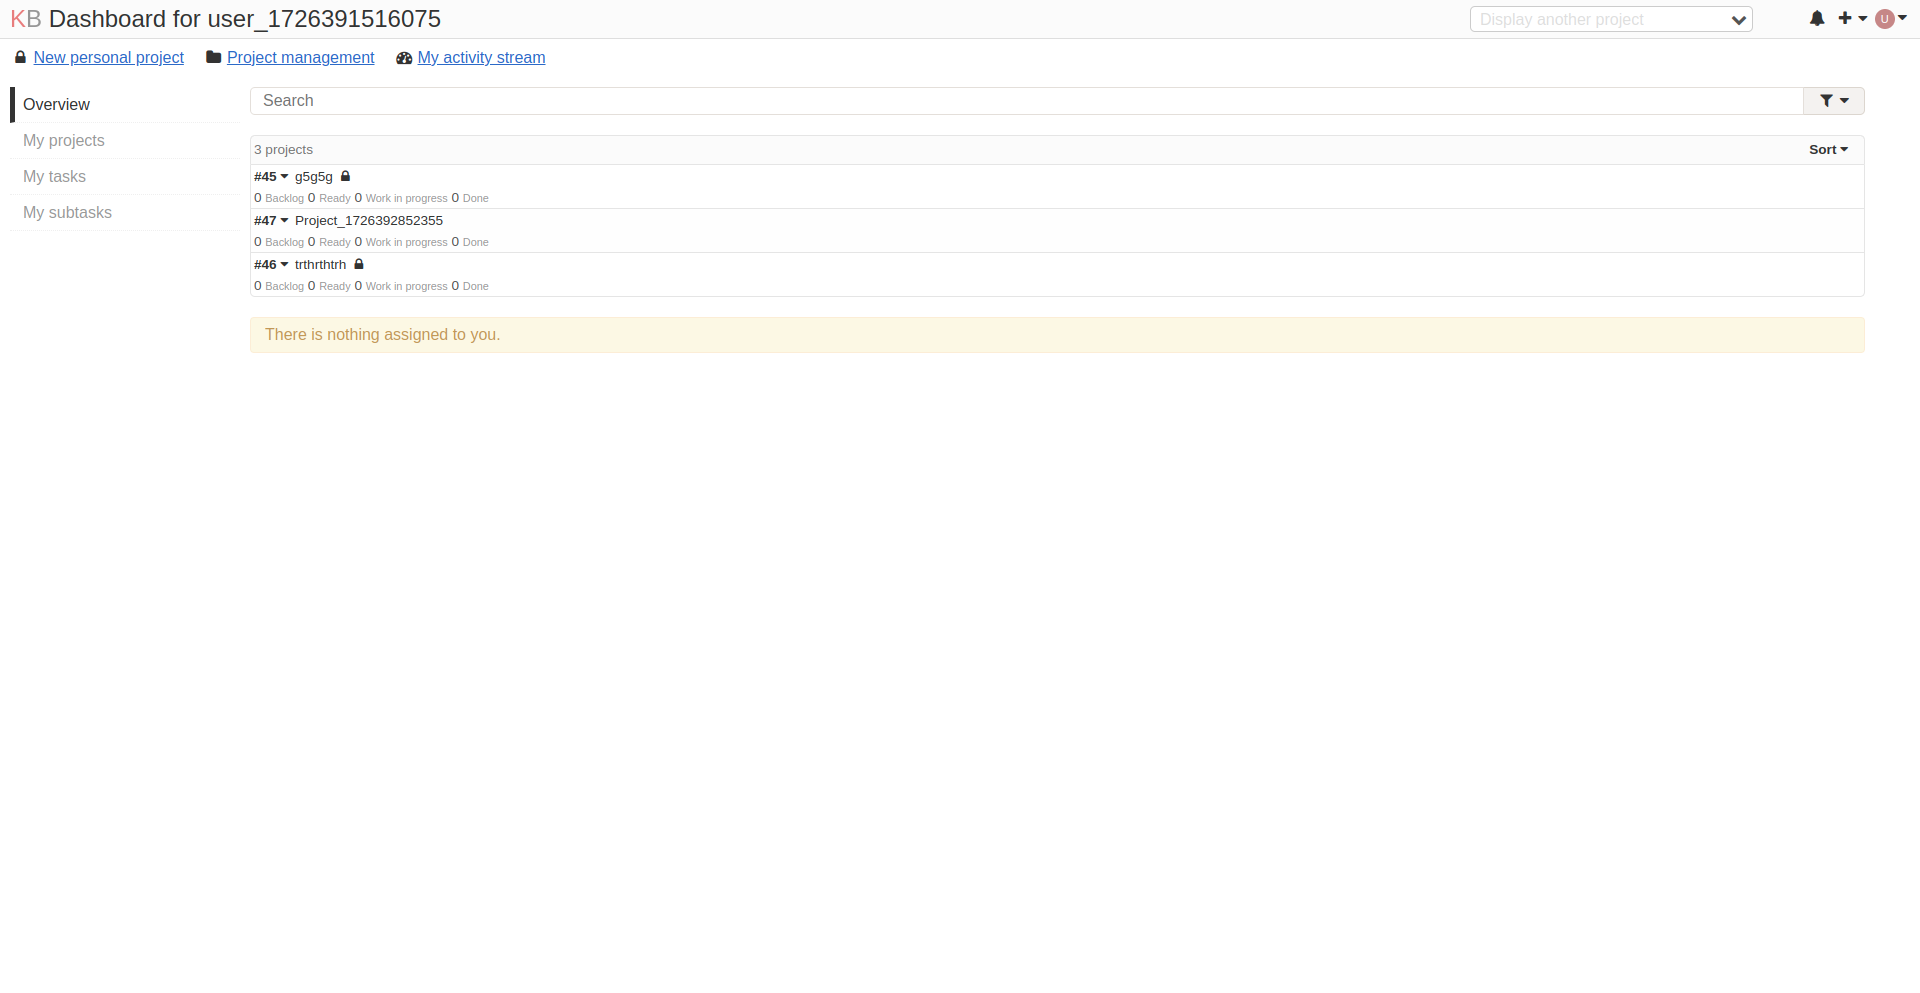 KB Dashboard for user_1726391516075
Display another project
U
New personal project Project management My activity stream
Overview
My projects
My tasks
My subtasks
Search
3 projects Sort
#45 g5g5g
0 Backlog 0 Ready 0 Work in progress 0 Done
#47 Project_1726392852355
0 Backlog 0 Ready 0 Work in progress 0 Done
#46 trthrthtrh
0 Backlog 0 Ready 0 Work in progress 0 Done
There is nothing assigned to you.